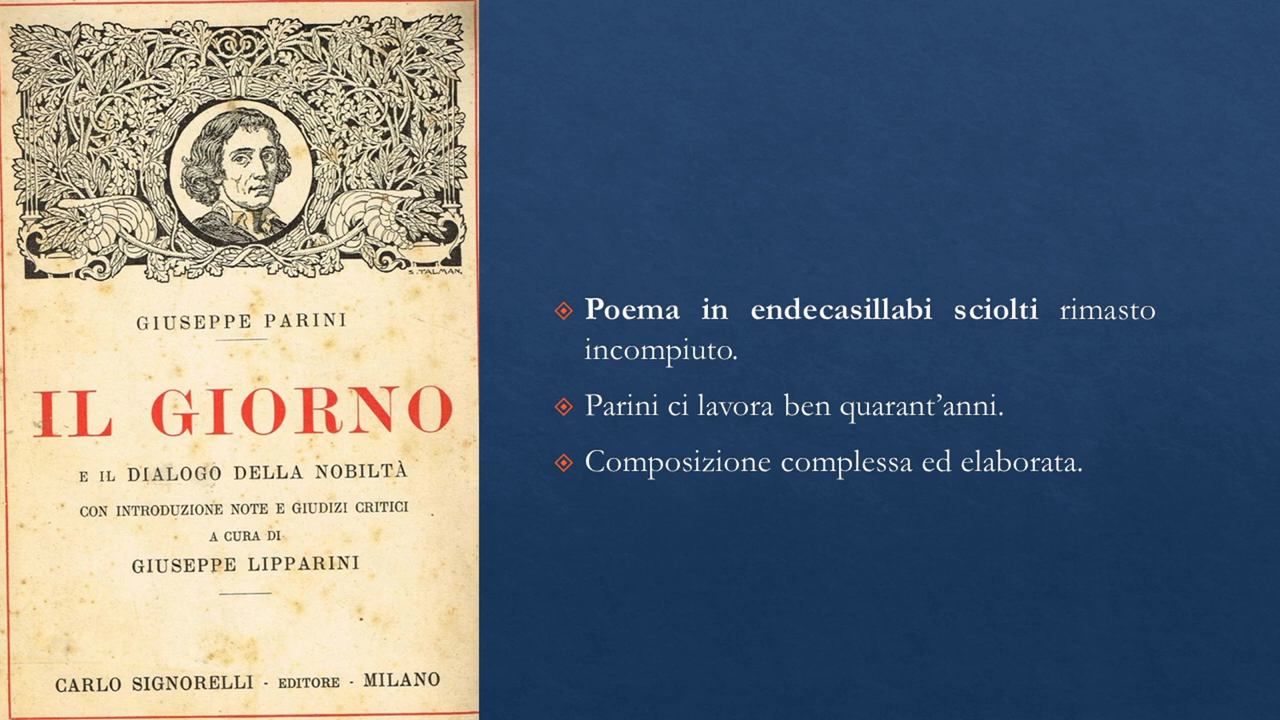 S. TALMAN.
GIUSEPPE PARINI
IL GIORNO
E IL DIALOGO DELLA NOBILTÀ
CON INTRODUZIONE NOTE E GIUDIZI CRITICI
A CURA DI
GIUSEPPE LIPPARINI
CARLO SIGNORELLI - EDITORE - MILANO
Poema in endecasillabi sciolti rimasto
incompiuto.
Parini ci lavora ben quarant’anni.
Composizione complessa ed elaborata.